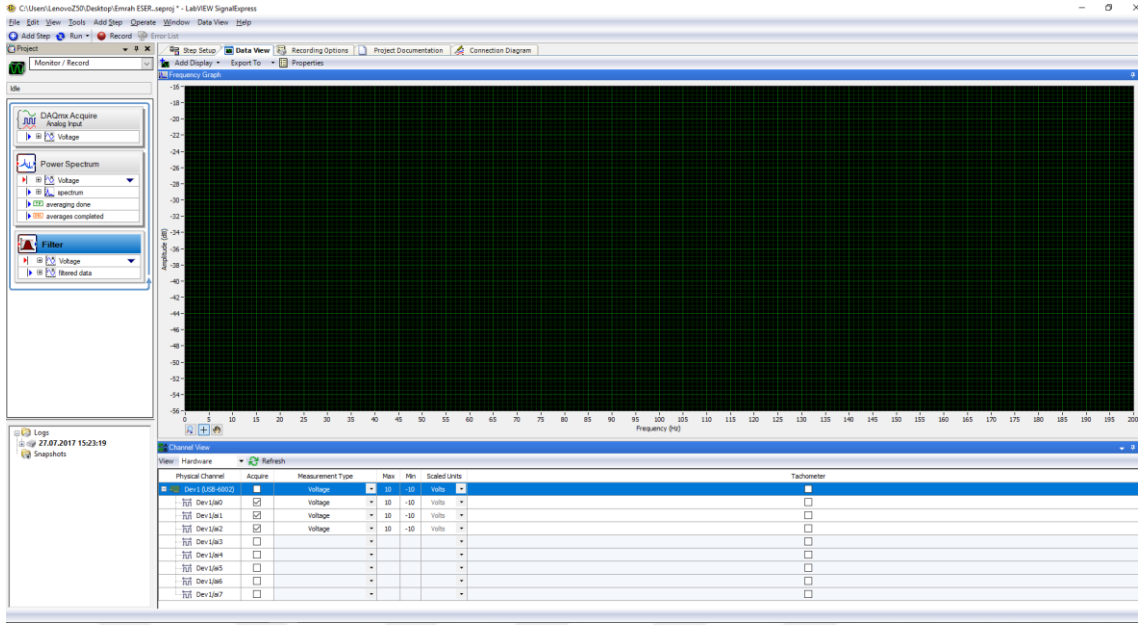 C:\Users\LenovoZ50\Desktop\Emrah ESER..seproj * - LabVIEW SignalExpress
File Edit View Tools Add Step Operate Window Data View Help
Add Step Run Record Error List
Project
Monitor / Record
Idle
DAQmx Acquire
Analog Input
Voltage
Power Spectrum
Voltage
spectrum
averaging done
averages completed
Filter
Voltage
filtered data
Logs
27.07.2017 15:23:19
Snapshots
Step Setup Data View Recording Options Project Documentation Connection Diagram
Add Display Export To Properties
Frequency Graph
-16
-18
-20
-22
-24
-26
-28
-30
-32
-34
-36
-38
-40
-42
-44
-46
-48
-50
-52
-54
-56
Amplitude (dB)
0 5 10 15 20 25 30 35 40 45 50 55 60 65 70 75 80 85 90 95 100 105 110 115 120 125 130 135 140 145 150 155 160 165 170 175 180 185 190 195 200
Frequency (Hz)
Channel View
View Hardware Refresh
Physical Channel Acquire Measurement Type Max Min Scaled Units Tachometer
Dev1 (USB-6002) Voltage 10 -10 Volts
Dev1/ai0 Voltage 10 -10 Volts
Dev1/ai1 Voltage 10 -10 Volts
Dev1/ai2 Voltage 10 -10 Volts
Dev1/ai3
Dev1/ai4
Dev1/ai5
Dev1/ai6
Dev1/ai7